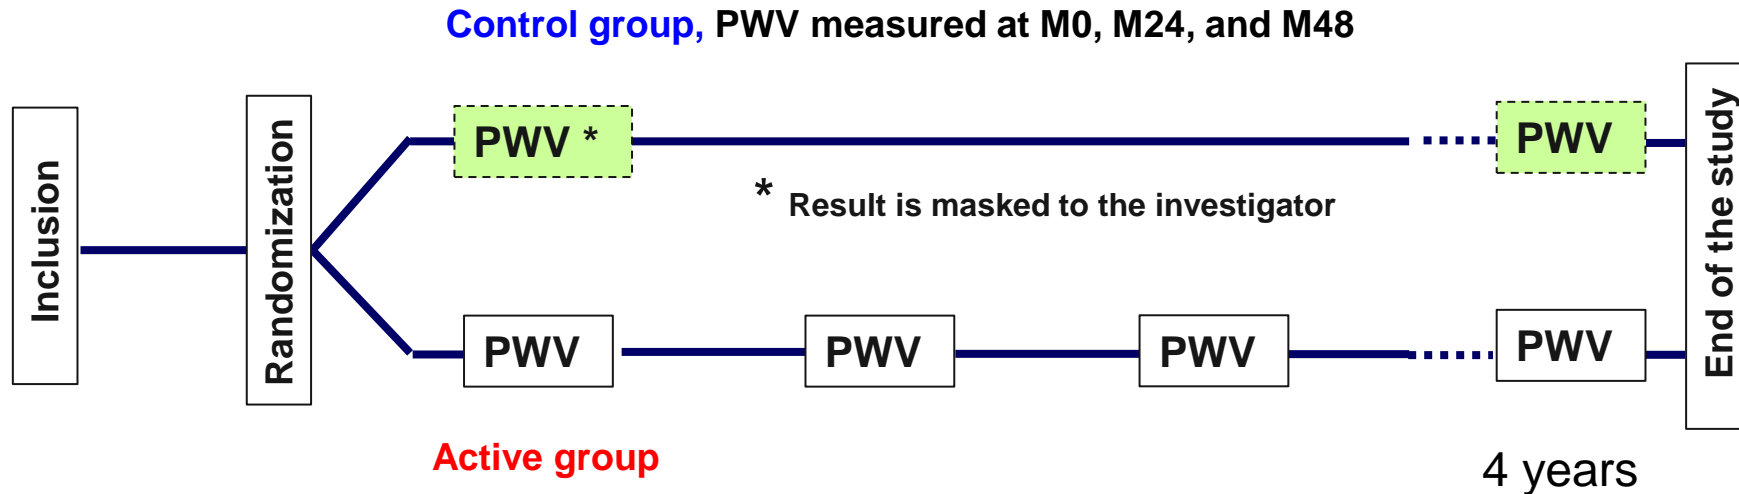 Control group, PWV measured at M0, M24, and M48
Inclusion
Randomization
PWV *
PWV
* Result is masked to the investigator
PWV
PWV
PWV
PWV
End of the study
Active group
4 years